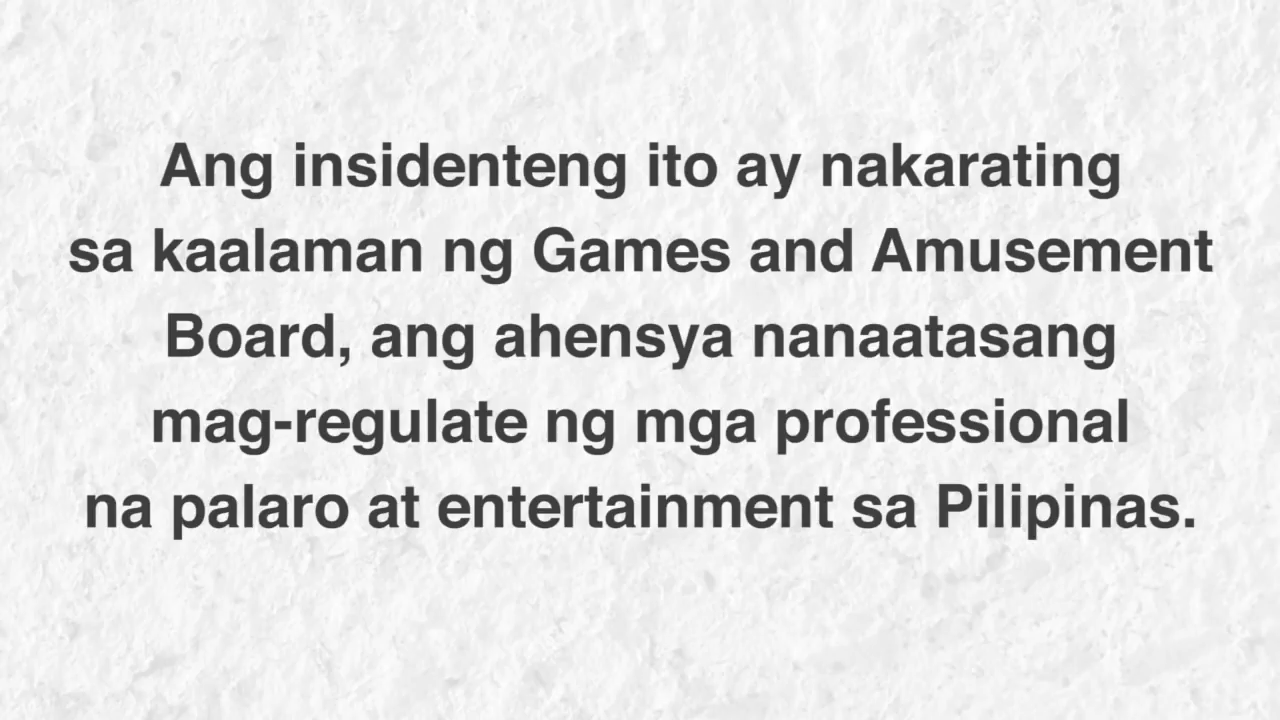 Ang insidenteng ito ay nakarating
sa kaalaman ng Games and Amusement
Board, ang ahensya nanaatasang
mag-regulate ng mga professional
na palaro at entertainment sa Pilipinas.